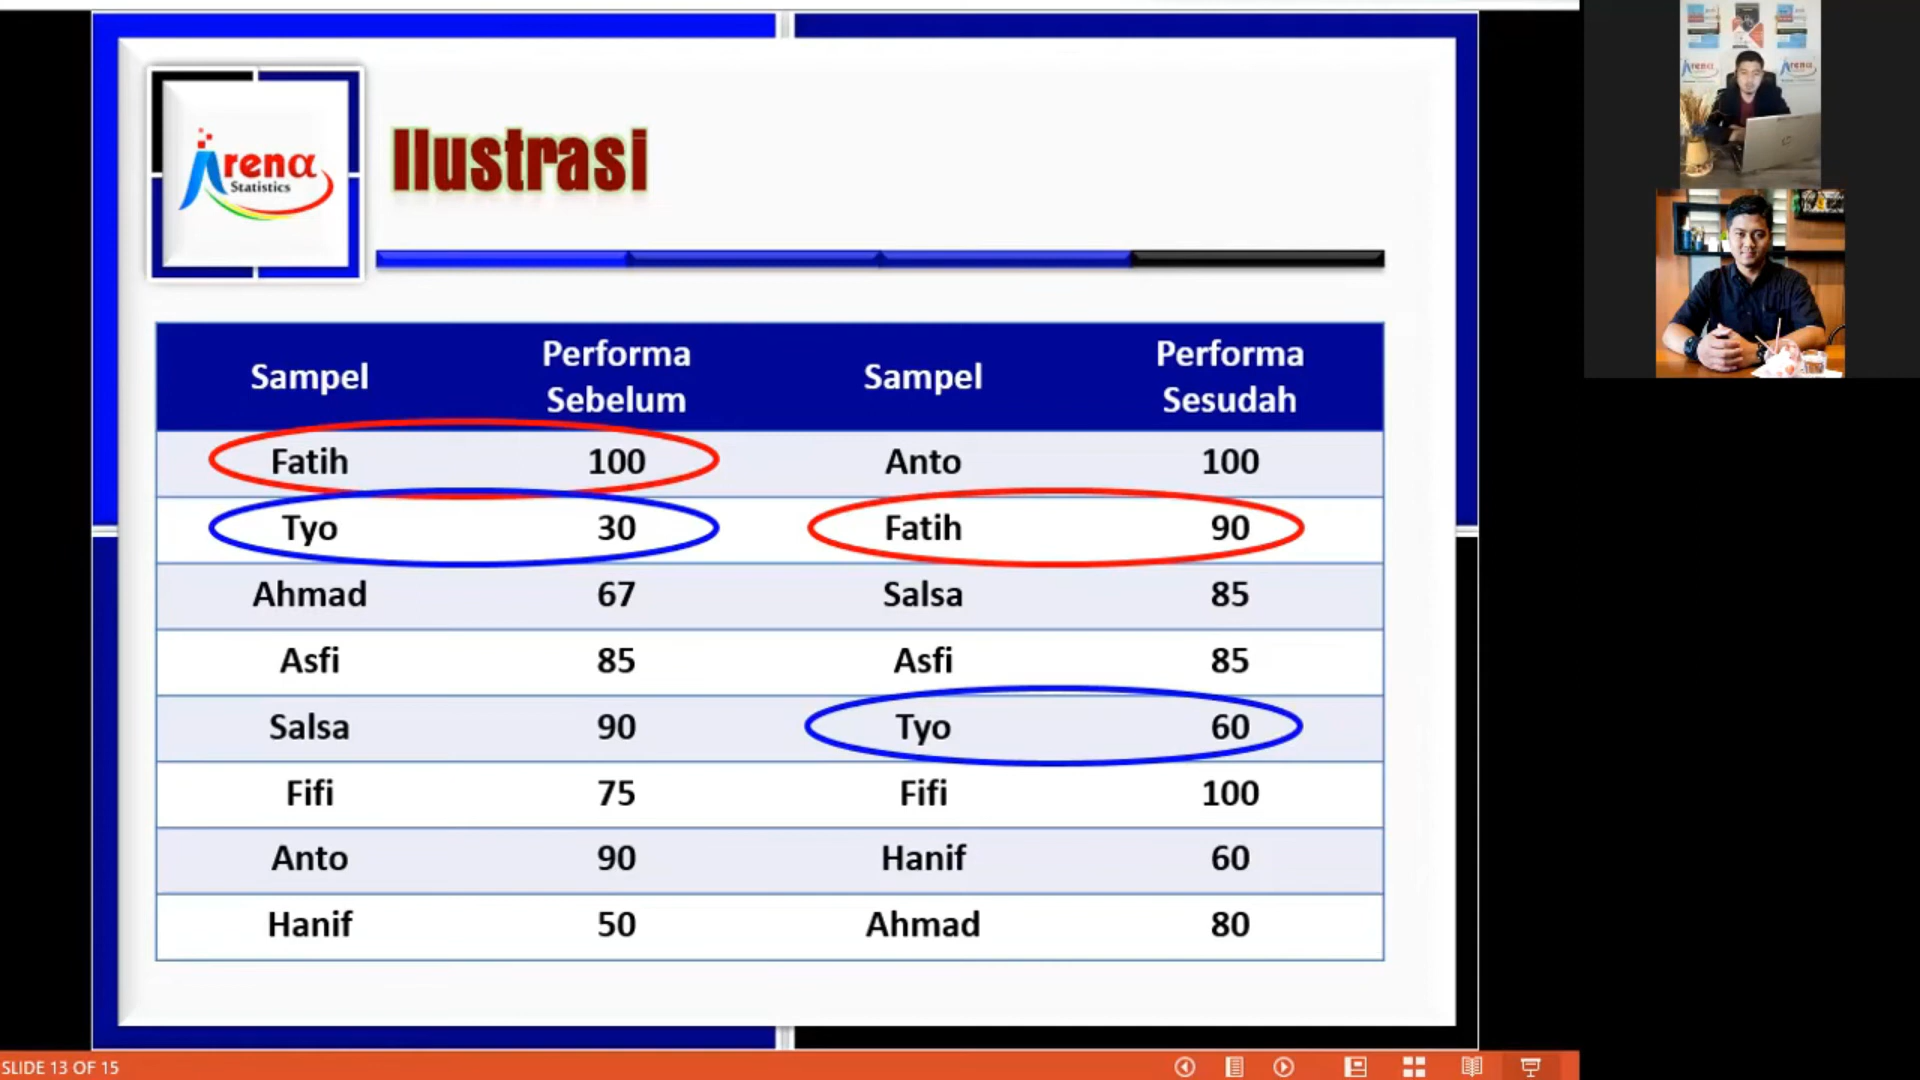 Arenα
Statistics
Ilustrasi
Sampel Performa Sebelum Sampel Performa Sesudah
Fatih 100 Anto 100
Tyo 30 Fatih 90
Ahmad 67 Salsa 85
Asfi 85 Asfi 85
Salsa 90 Tyo 60
Fifi 75 Fifi 100
Anto 90 Hanif 60
Hanif 50 Ahmad 80
SLIDE 13 OF 15
Arena
Arena